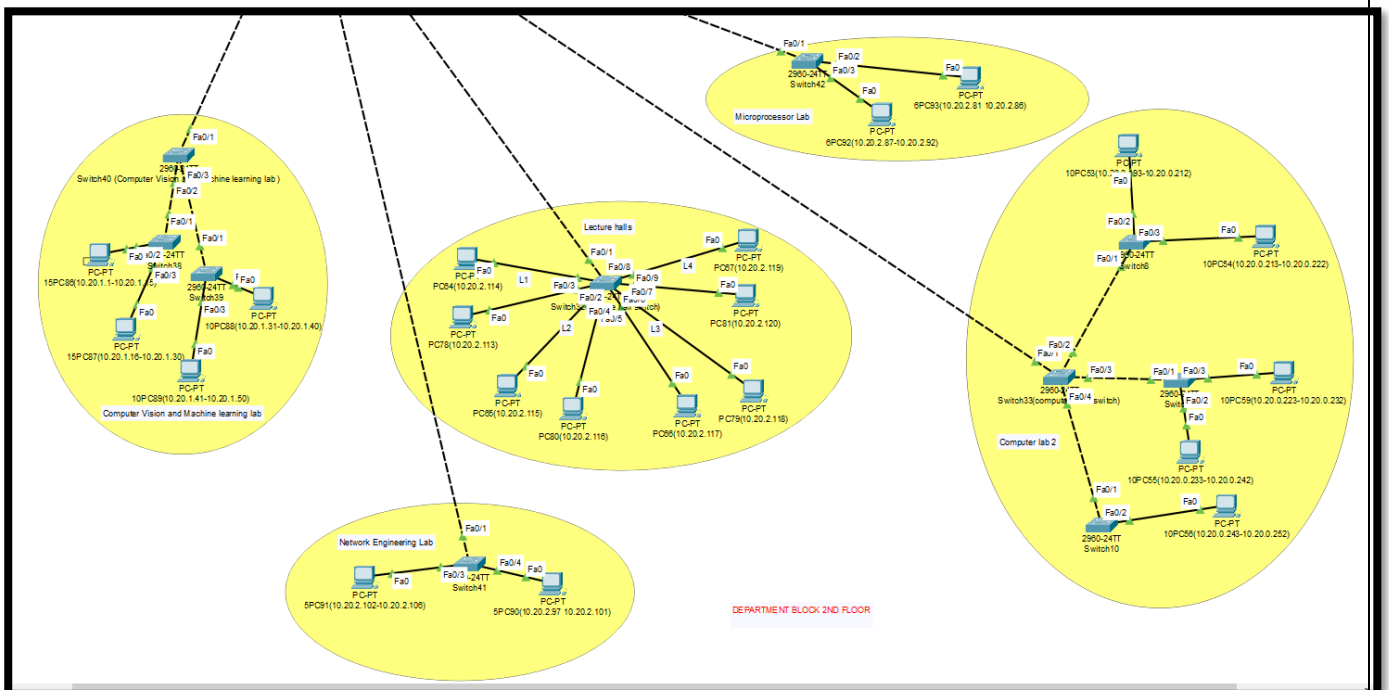 Fa0/1
2960-24TT
Switch42
Fa0/2
Fa0/3
Fa0
PC-PT
6PC93(10.20.2.81 10.20.2.86)
Fa0
PC-PT
6PC92(10.20.2.87-10.20.2.92)
Microprocessor Lab
Fa0/1
Switch40 (Computer Vision
machine learning lab )
Fa0/3
Fa0/2
Fa0/1
Fa0/1
-24TT
Switch38
Fa0
PC-PT
Fa0/3
2960-24TT
Switch39
Fa0
Fa0/3
PC-PT
10PC88(10.20.1.31-10.20.1.40)
Fa0
PC-PT
15PC87(10.20.1.16-10.20.1.30)
Fa0
PC-PT
10PC89(10.20.1.41-10.20.1.50)
Computer Vision and Machine learning lab
Lecture halls
Fa0/1
Fa0/8
Fa0/9
Fa0/7
Fa0/3
Fa0/2
Fa0/4
Fa0
PC-PT
PC64(10.20.2.114)
L1
L4
Fa0
PC-PT
PC67(10.20.2.119)
Fa0
PC-PT
PC81(10.20.2.120)
Fa0
PC-PT
PC78(10.20.2.113)
L2
L3
Fa0
PC-PT
PC65(10.20.2.115)
Fa0
PC-PT
PC80(10.20.2.116)
Fa0
PC-PT
PC66(10.20.2.117)
Fa0
PC-PT
PC79(10.20.2.118)
PC-PT
Fa0
Fa0/2
Fa0/3
Fa0
PC-PT
10PC54(10.20.0.213-10.20.0.222)
Fa0/1
Switch8
Fa0/2
Fa0/1
Fa0/3
Fa0/4
Fa0/1
Fa0/3
Fa0/2
Fa0
PC-PT
10PC59(10.20.0.223-10.20.0.232)
Fa0
PC-PT
10PC55(10.20.0.233-10.20.0.242)
Computer lab 2
Fa0/1
Fa0/2
2960-24TT
Switch10
Fa0
PC-PT
10PC56(10.20.0.243-10.20.0.252)
Network Engineering Lab
Fa0/1
Fa0/3
Fa0/4
-24TT
Switch41
Fa0
PC-PT
5PC91(10.20.2.102-10.20.2.106)
Fa0
PC-PT
5PC90(10.20.2.97 10.20.2.101)
DEPARTMENT BLOCK 2ND FLOOR